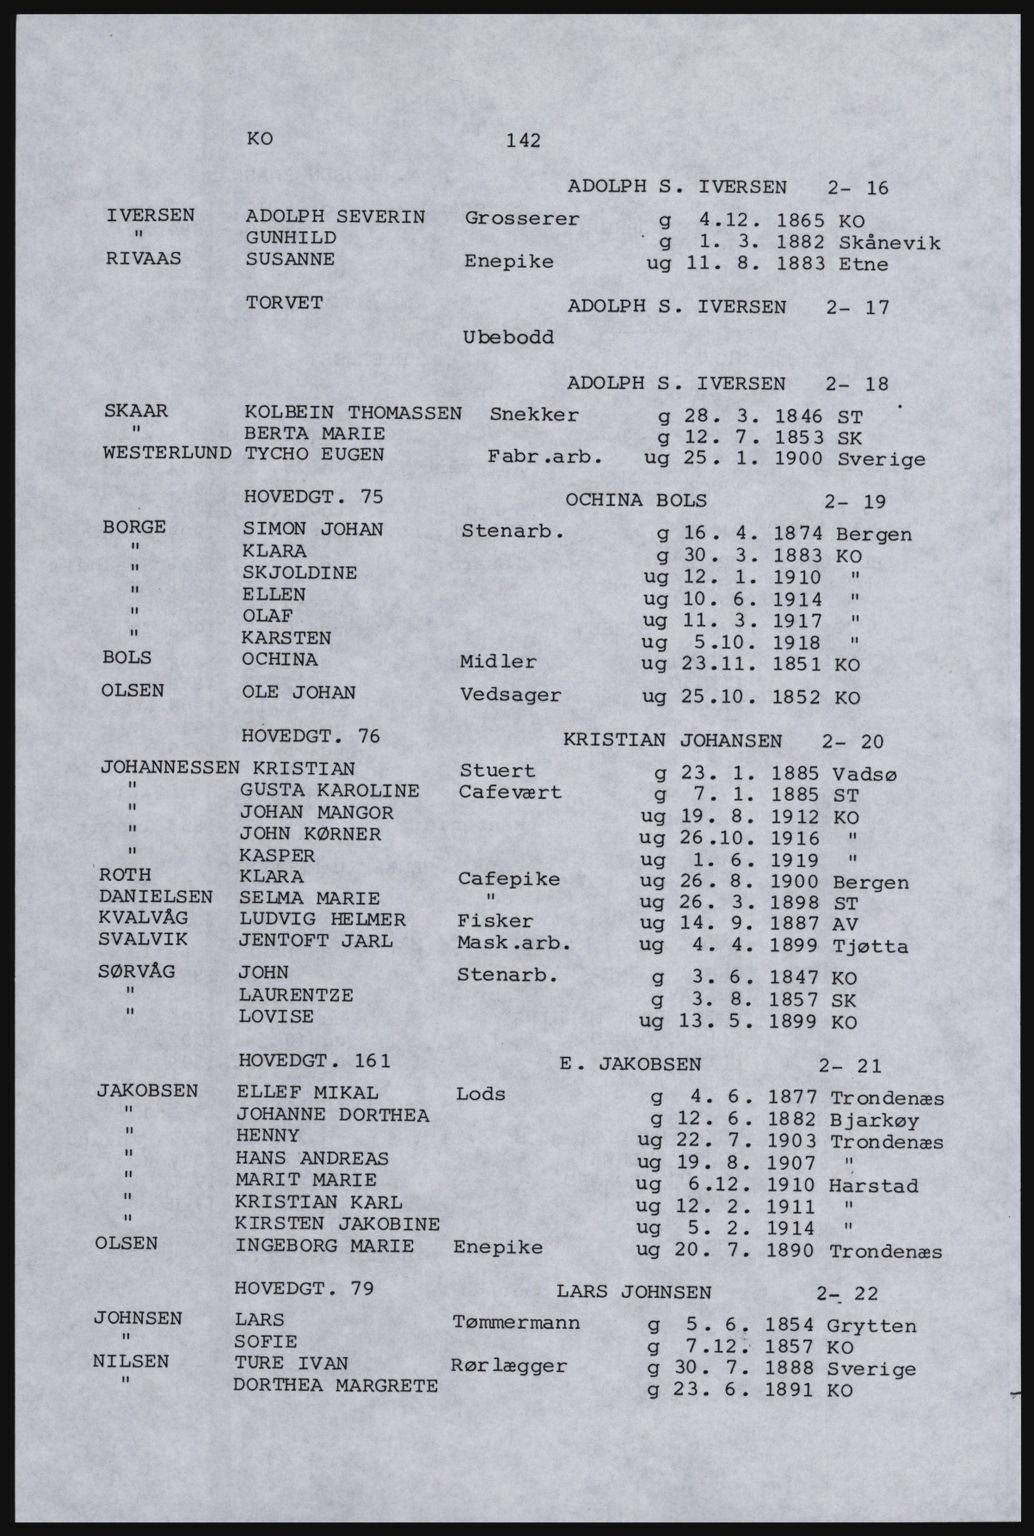 KO 142
ADOLPH S. IVERSEN 2- 16
IVERSEN ADOLPH SEVERIN Grosserer g 4.12. 1865 KO
" GUNHILD g 1. 3. 1882 Skånevik
RIVAAS SUSANNE Enepike ug 11. 8. 1883 Etne
TORVET ADOLPH S. IVERSEN 2- 17
Ubebodd
ADOLPH S. IVERSEN 2- 18
SKAAR KOLBEIN THOMASSEN Snekker g 28. 3. 1846 ST
" BERTA MARIE g 12. 7. 1853 SK
WESTERLUND TYCHO EUGEN Fabr.arb. ug 25. 1. 1900 Sverige
HOVEDGT. 75 OCHINA BOLS 2- 19
BORGE SIMON JOHAN Stenarb. g 16. 4. 1874 Bergen
" KLARA g 30. 3. 1883 KO
" SKJOLDINE ug 12. 1. 1910 "
" ELLEN ug 10. 6. 1914 "
" OLAF ug 11. 3. 1917 "
" KARSTEN ug 5.10. 1918 "
BOLS OCHINA Midler ug 23.11. 1851 KO
OLSEN OLE JOHAN Vedsager ug 25.10. 1852 KO
HOVEDGT. 76 KRISTIAN JOHANSEN 2- 20
JOHANNESSEN KRISTIAN Stuert g 23. 1. 1885 Vadsø
" GUSTA KAROLINE Cafevært g 7. 1. 1885 ST
" JOHAN MANGOR ug 19. 8. 1912 KO
" JOHN KØRNER ug 26.10. 1916 "
" KASPER ug 1. 6. 1919 "
ROTH KLARA Cafepike ug 26. 8. 1900 Bergen
DANIELSEN SELMA MARIE " ug 26. 3. 1898 ST
KVALVÅG LUDVIG HELMER Fisker ug 14. 9. 1887 AV
SVALVIK JENTOFT JARL Mask.arb. ug 4. 4. 1899 Tjøtta
SØRVÅG JOHN Stenarb. g 3. 6. 1847 KO
" LAURENTZE g 3. 8. 1857 SK
" LOVISE ug 13. 5. 1899 KO
HOVEDGT. 161 E. JAKOBSEN 2- 21
JAKOBSEN ELLEF MIKAL Lods g 4. 6. 1877 Trondenæs
" JOHANNE DORTHEA g 12. 6. 1882 Bjarkøy
" HENNY ug 22. 7. 1903 Trondenæs
" HANS ANDREAS ug 19. 8. 1907 "
" MARIT MARIE ug 6.12. 1910 Harstad
" KRISTIAN KARL ug 12. 2. 1911 "
" KIRSTEN JAKOBINE ug 5. 2. 1914 "
OLSEN INGEBORG MARIE Enepike ug 20. 7. 1890 Trondenæs
HOVEDGT. 79 LARS JOHNSEN 2- 22
JOHNSEN LARS Tømmermann g 5. 6. 1854 Grytten
" SOFIE g 7.12. 1857 KO
NILSEN TURE IVAN Rørlægger g 30. 7. 1888 Sverige
" DORTHEA MARGRETE g 23. 6. 1891 KO